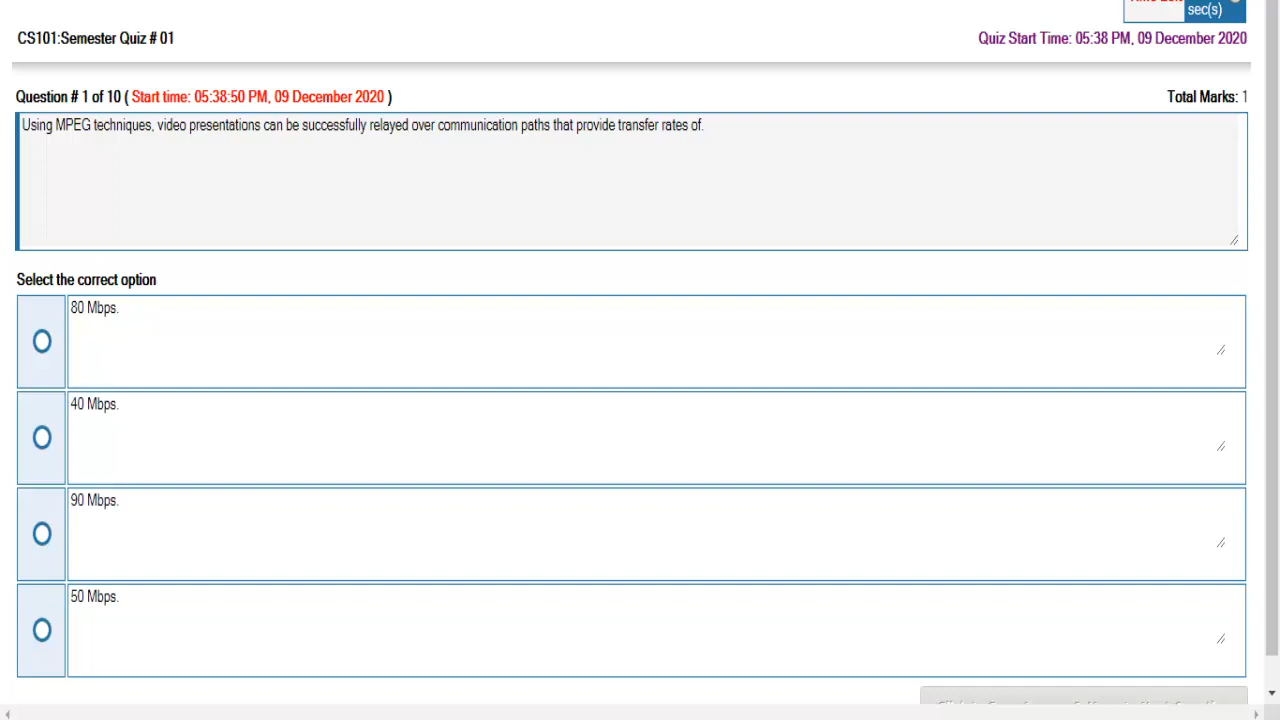 sec(s)
CS101:Semester Quiz # 01
Quiz Start Time: 05:38 PM, 09 December 2020
Question # 1 of 10 ( Start time: 05:38:50 PM, 09 December 2020 )
Total Marks: 1
Using MPEG techniques, video presentations can be successfully relayed over communication paths that provide transfer rates of.
Select the correct option
80 Mbps.
40 Mbps.
90 Mbps.
50 Mbps.